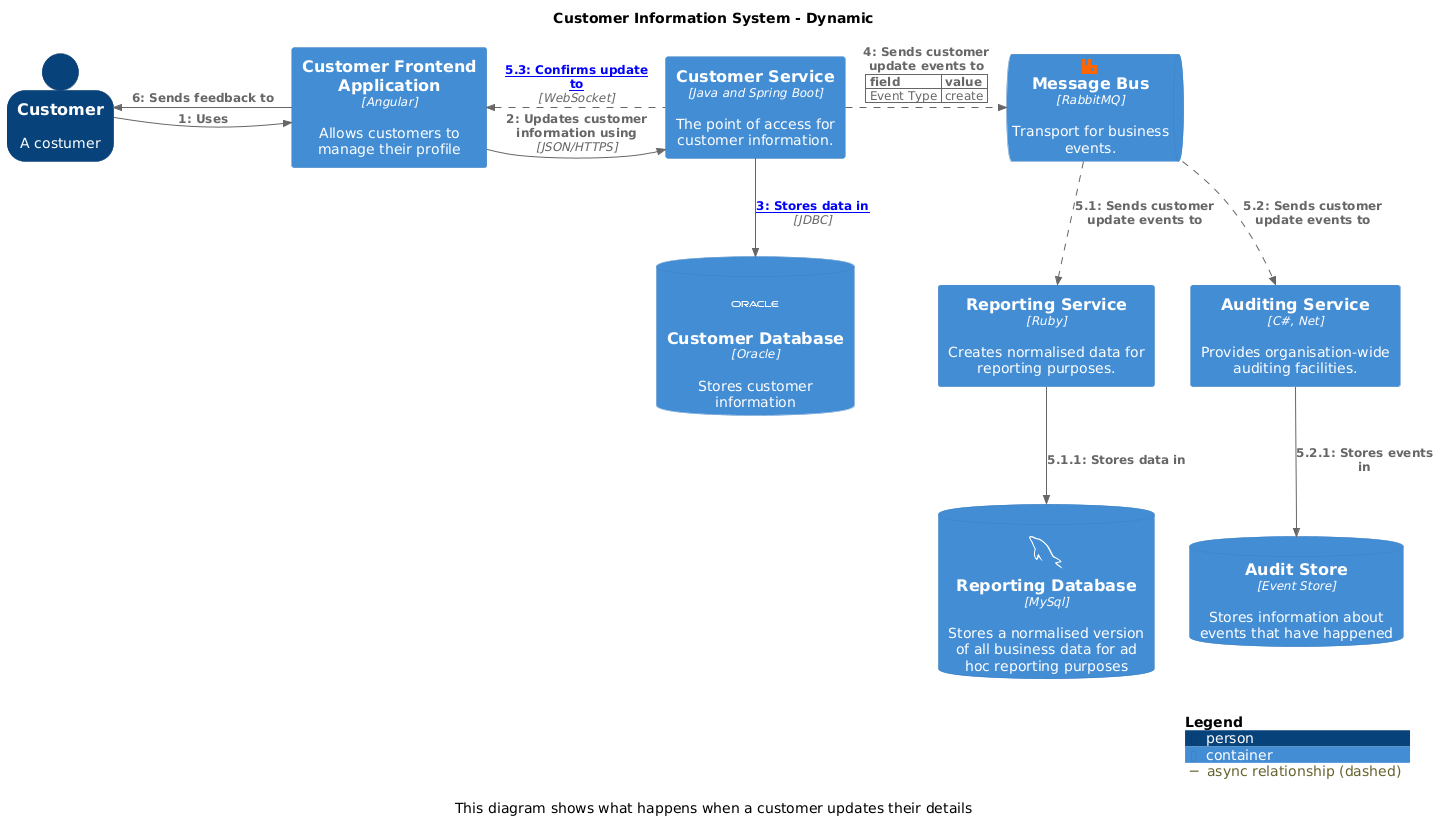 Customer Information System - Dynamic
Customer
A costumer
6: Sends feedback to
1: Uses
Customer Frontend
Application
[Angular]
Allows customers to
manage their profile
5.3: Confirms update
to
[WebSocket]
2: Updates customer
information using
[JSON/HTTPS]
Customer Service
[Java and Spring Boot]
The point of access for
customer information.
4: Sends customer
update events to
field value
Event Type create
Message Bus
[RabbitMQ]
Transport for business
events.
3: Stores data in
[JDBC]
5.1: Sends customer
update events to
5.2: Sends customer
update events to
ORACLE
Customer Database
[Oracle]
Stores customer
information
Reporting Service
[Ruby]
Creates normalised data for
reporting purposes.
Auditing Service
[C#, Net]
Provides organisation-wide
auditing facilities.
5.1.1: Stores data in
5.2.1: Stores events
in
Reporting Database
[MySql]
Stores a normalised version
of all business data for ad
hoc reporting purposes
Audit Store
[Event Store]
Stores information about
events that have happened
Legend
person
container
async relationship (dashed)
This diagram shows what happens when a customer updates their details